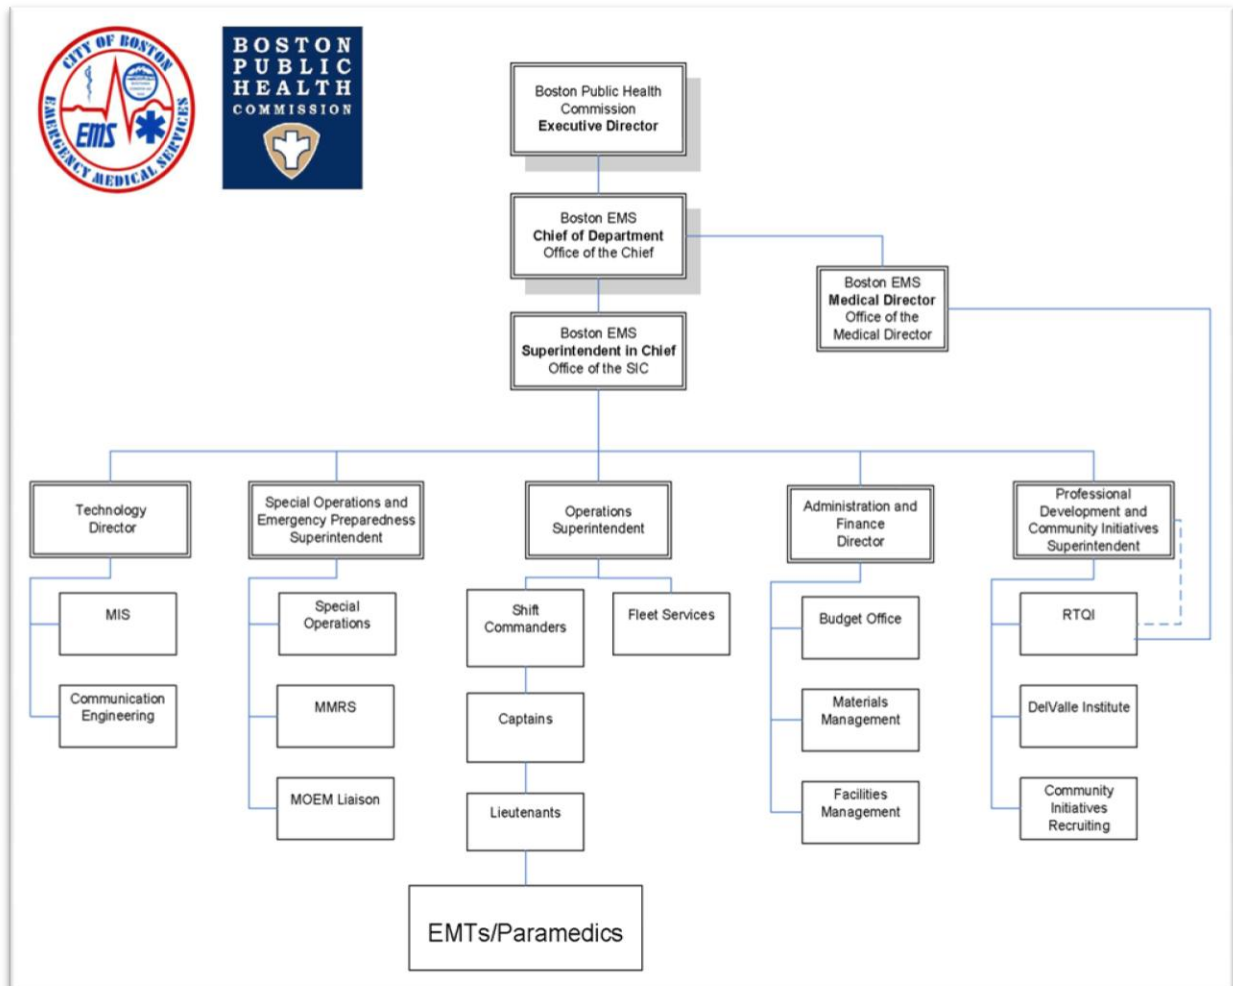 CITY OF BOSTON
EMS
EMERGENCY MEDICAL SERVICES
BOSTON
PUBLIC
HEALTH
COMMISSION
Boston Public Health
Commission
Executive Director
Boston EMS
Chief of Department
Office of the Chief
Boston EMS
Medical Director
Office of the
Medical Director
Boston EMS
Superintendent in Chief
Office of the SIC
Technology
Director
Special Operations and
Emergency Preparedness
Superintendent
Operations
Superintendent
Administration and
Finance
Director
Professional
Development and
Community Initiatives
Superintendent
MIS
Communication
Engineering
Special
Operations
MMRS
MOEM Liaison
Shift
Commanders
Fleet Services
Captains
Lieutenants
EMTs/Paramedics
Budget Office
Materials
Management
Facilities
Management
RTQI
DelValle Institute
Community
Initiatives
Recruiting